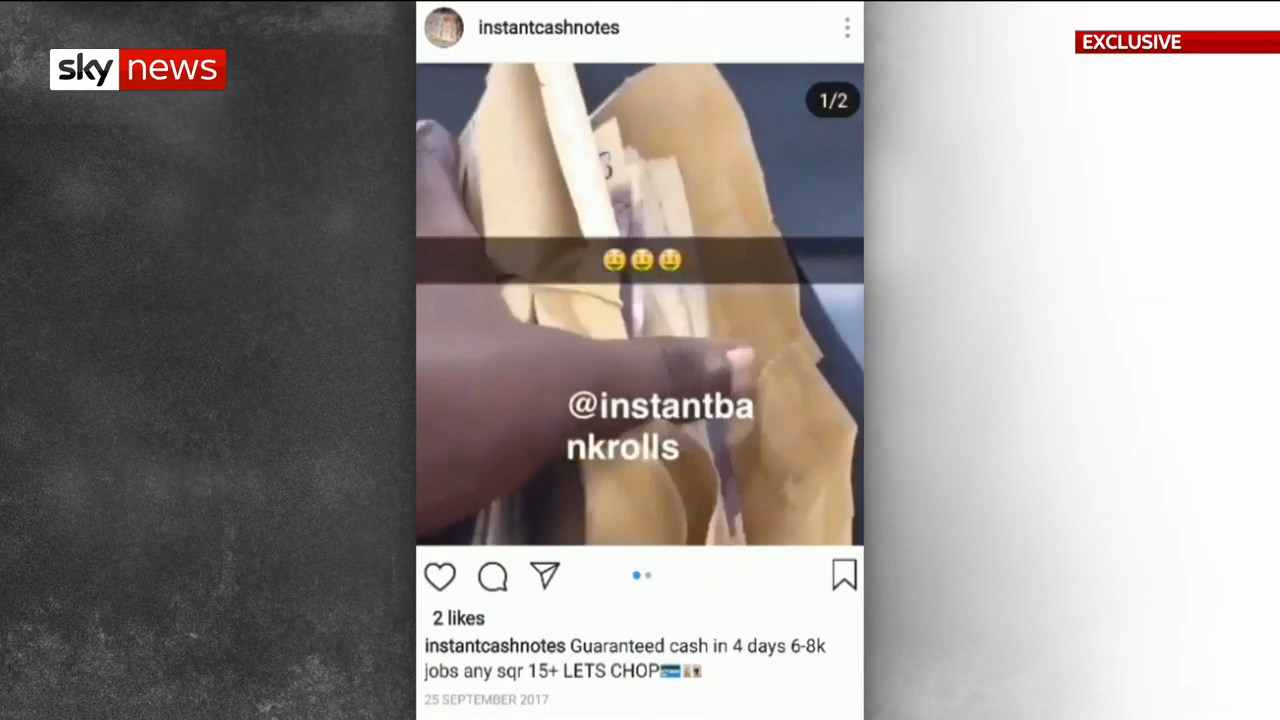 sky news
EXCLUSIVE
instantcashnotes
1/2
@instantba
nkrolls
2 likes
instantcashnotes Guaranteed cash in 4 days 6-8k
jobs any sqr 15+ LETS CHOP
25 SEPTEMBER 2017